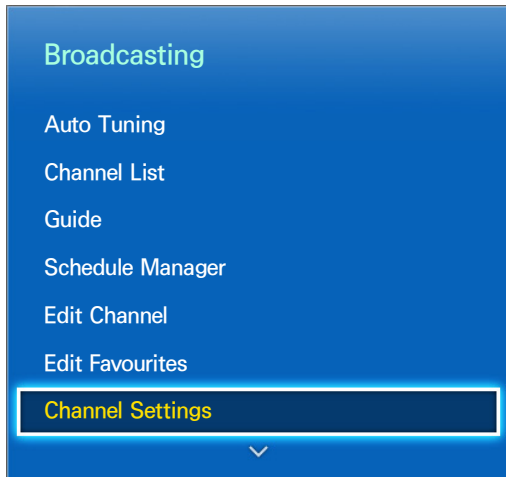 Broadcasting
Auto Tuning
Channel List
Guide
Schedule Manager
Edit Channel
Edit Favourites
Channel Settings